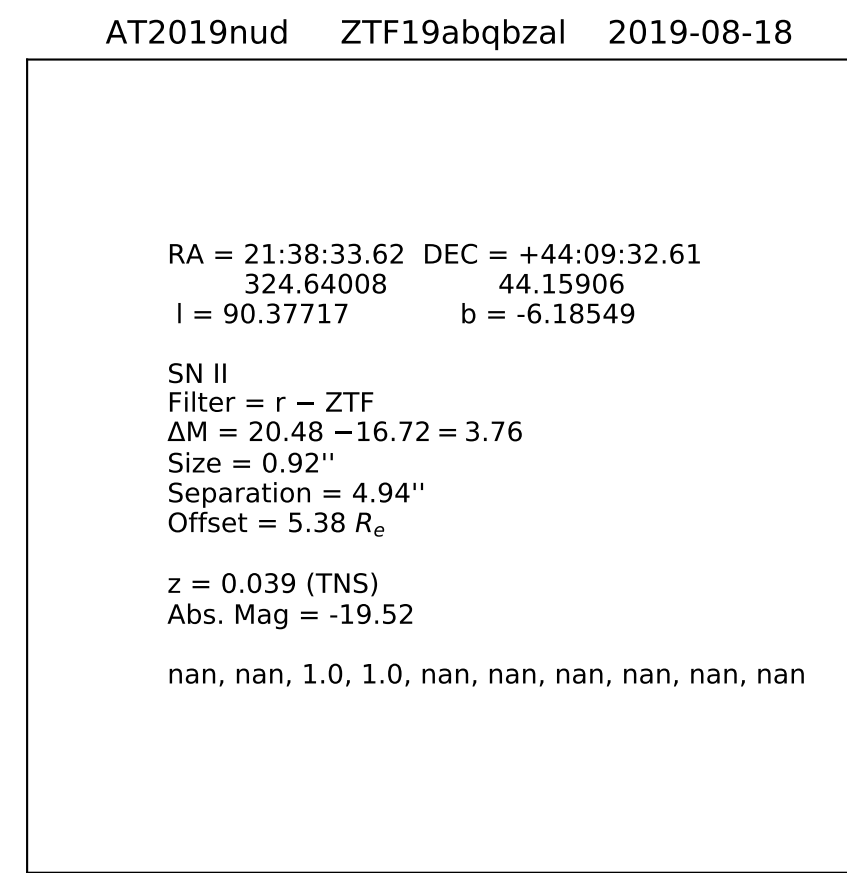 AT2019nud ZTF19abqbzal 2019-08-18
RA = 21:38:33.62 DEC = +44:09:32.61
324.64008 44.15906
l = 90.37717 b = -6.18549
SN II
Filter = r − ZTF
ΔM = 20.48 −16.72 = 3.76
Size = 0.92''
Separation = 4.94''
Offset = 5.38 Rₑ
z = 0.039 (TNS)
Abs. Mag = -19.52
nan, nan, 1.0, 1.0, nan, nan, nan, nan, nan, nan